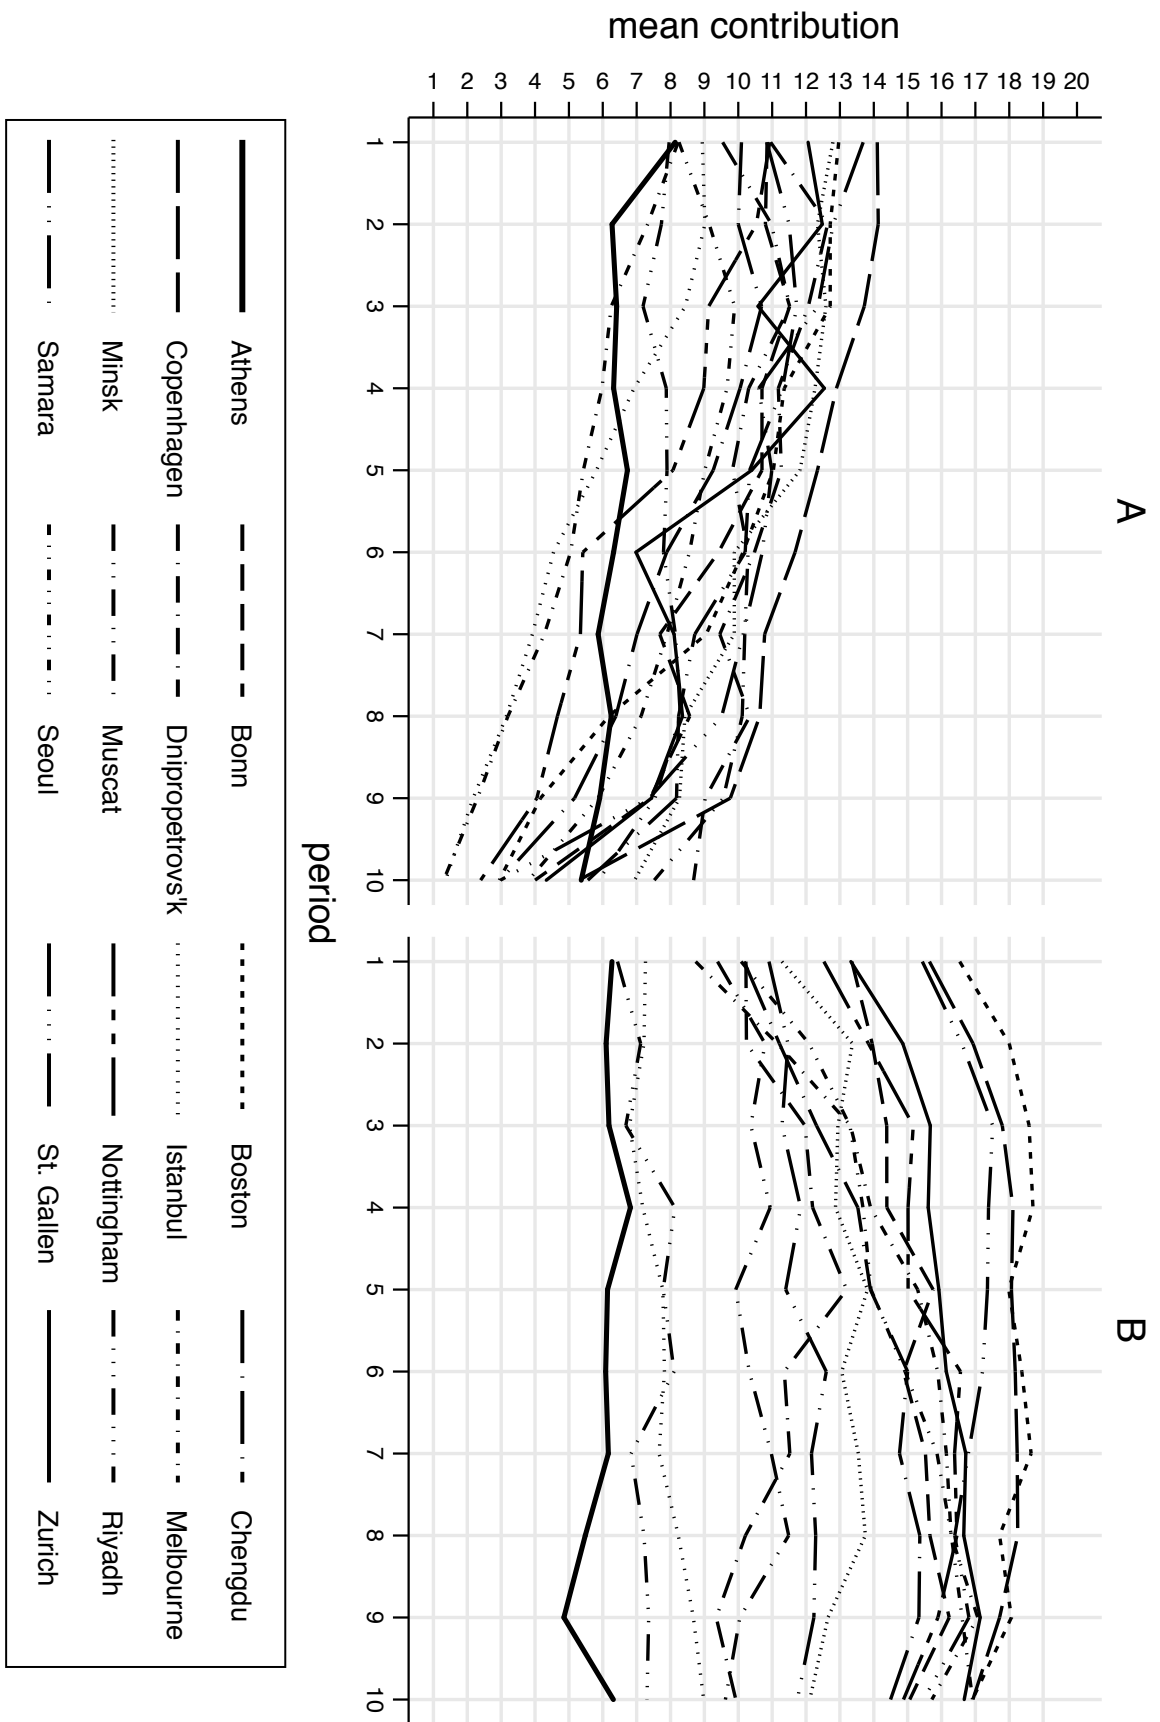 A
B
mean contribution
1 2 3 4 5 6 7 8 9 10 11 12 13 14 15 16 17 18 19 20
1 2 3 4 5 6 7 8 9 10
1 2 3 4 5 6 7 8 9 10
period
Athens Bonn Boston Chengdu
Copenhagen Dnipropetrovs'k Istanbul Melbourne
Minsk Muscat Nottingham Riyadh
Samara Seoul St. Gallen Zurich